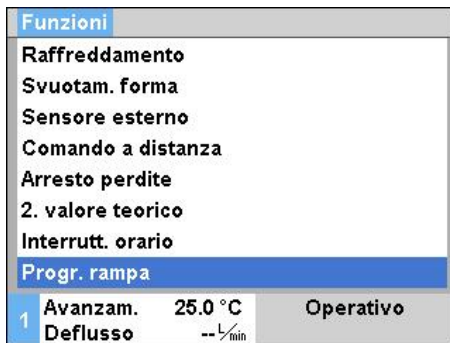 Funzioni
Raffreddamento
Svuotam. forma
Sensore esterno
Comando a distanza
Arresto perdite
2. valore teorico
Interrutt. orario
Progr. rampa
1 Avanzam. 25.0 °C Operativo
Deflusso -- L/min